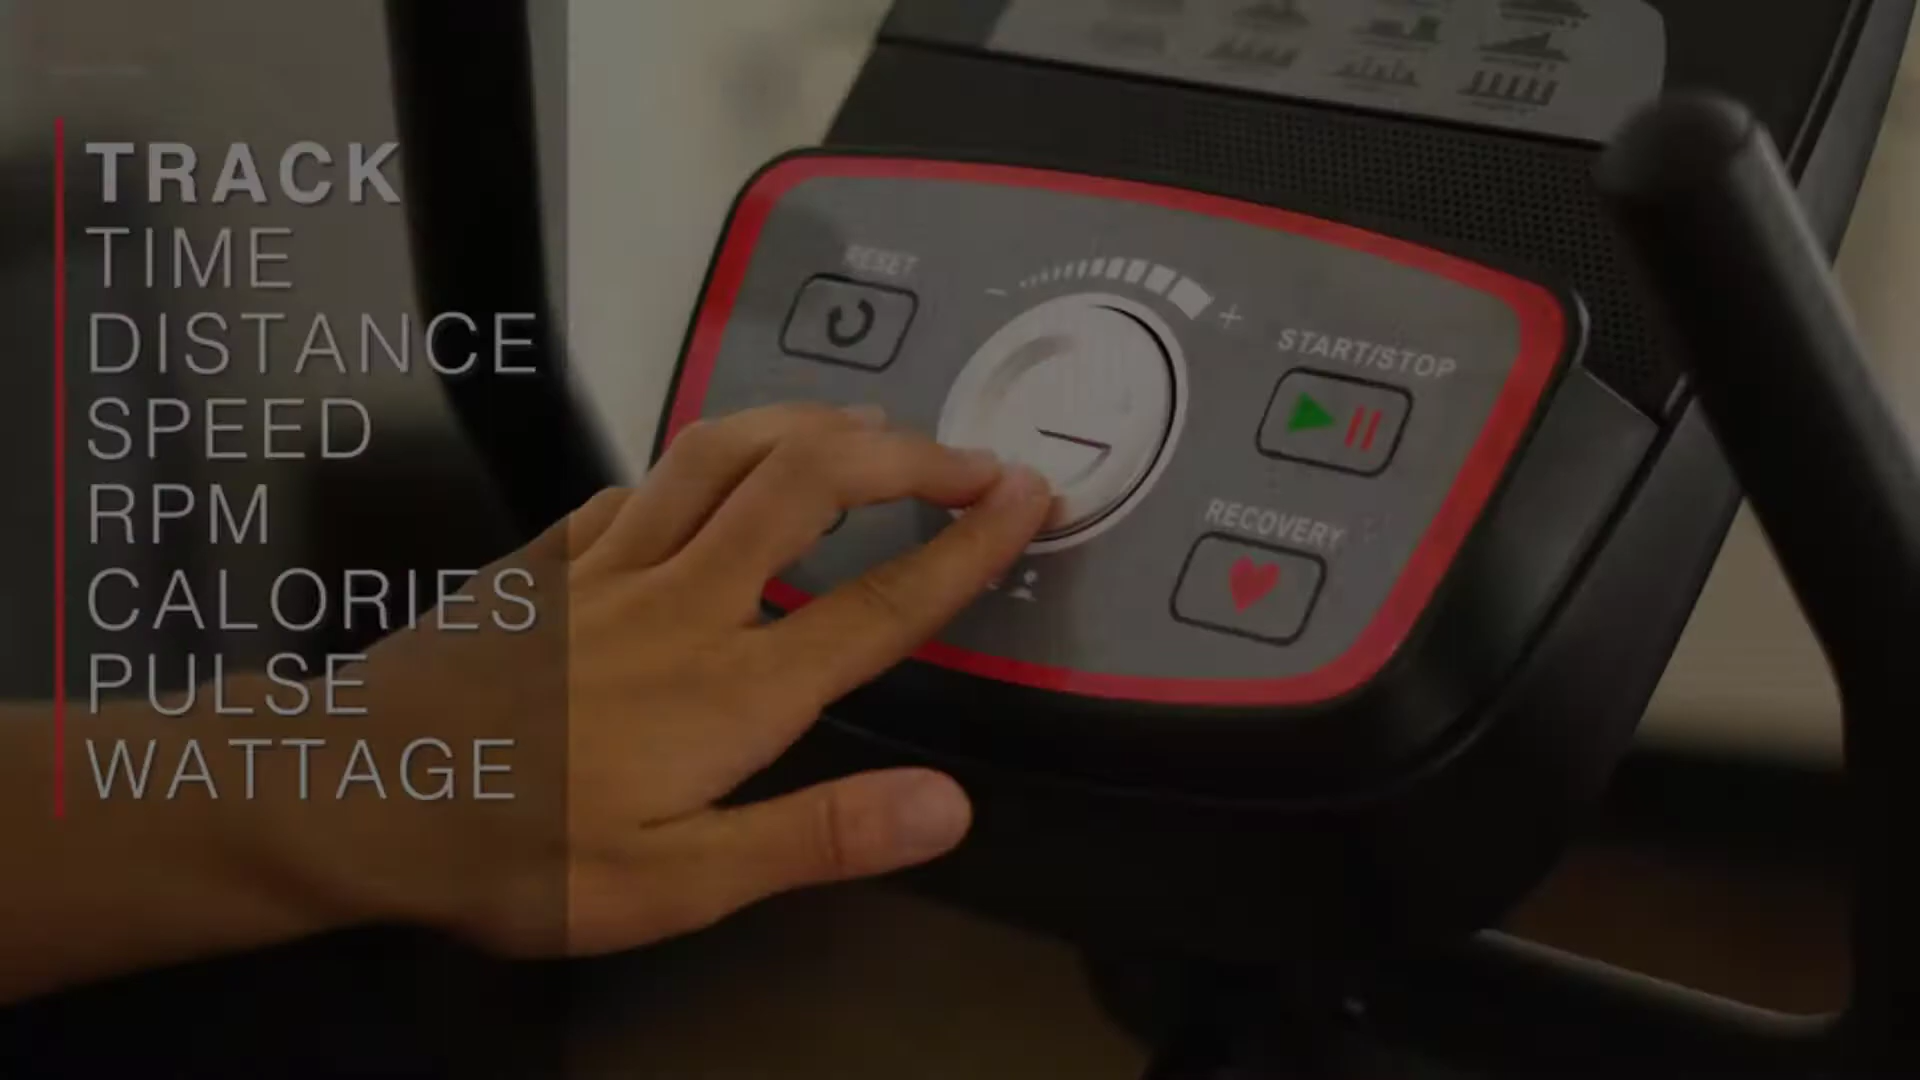 TRACK
TIME
DISTANCE
SPEED
RPM
CALORIES
PULSE
WATTAGE
RESET
− +
START/STOP
RECOVERY